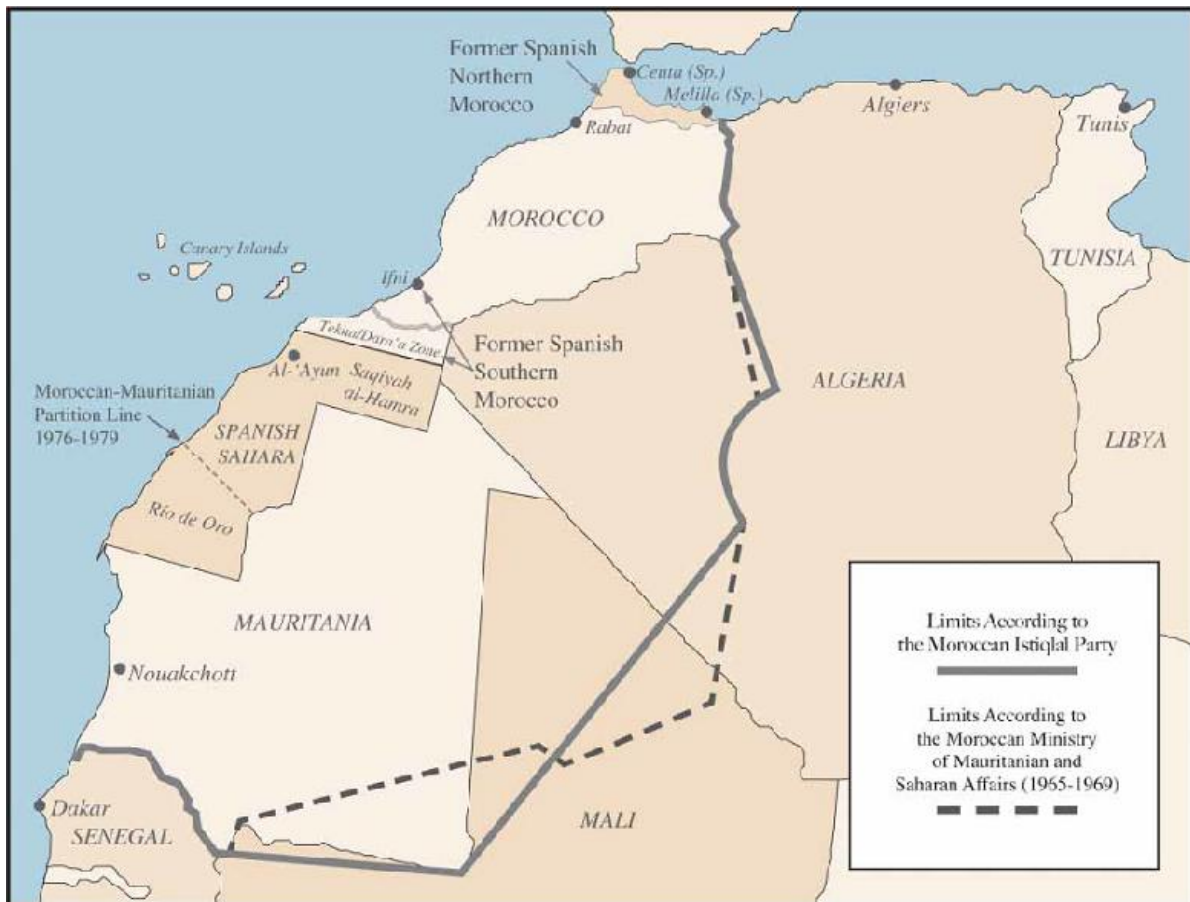 Former Spanish
Northern
Morocco
Ceuta (Sp.)
Melilla (Sp.)
Algiers
Tunis
Rabat
MOROCCO
TUNISIA
Canary Islands
Ifni
Tekna/Dara'a Zone
Former Spanish
Southern
Morocco
Al-'Ayun
Saqiyah
al-Hamra
ALGERIA
LIBYA
Moroccan-Mauritanian
Partition Line
1976-1979
SPANISH
SAHARA
Río de Oro
MAURITANIA
Nouakchott
Dakar
SENEGAL
MALI
Limits According to
the Moroccan Istiqlal Party
Limits According to
the Moroccan Ministry
of Mauritanian and
Saharan Affairs (1965-1969)